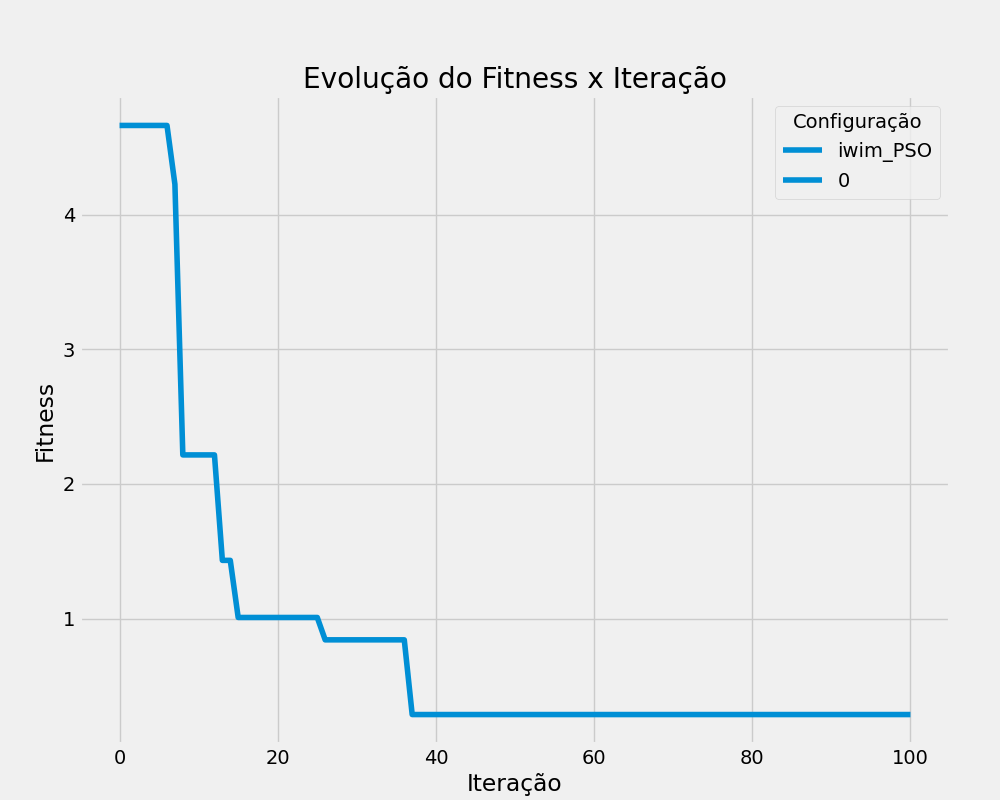 Evolução do Fitness x Iteração
Configuração
iwim_PSO
0
4
3
2
1
Fitness
0 20 40 60 80 100
Iteração